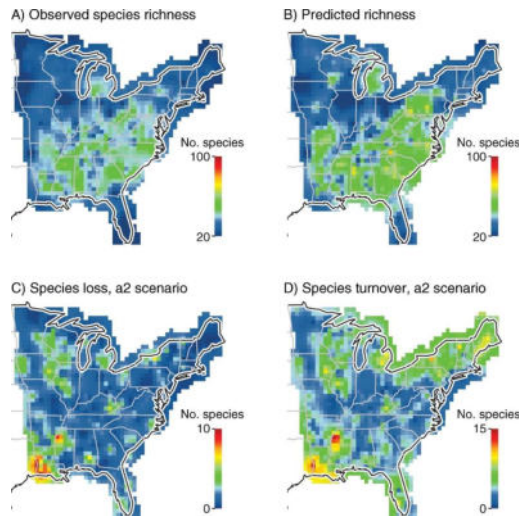 A) Observed species richness
B) Predicted richness
No. species
100
20
No. species
100
20
C) Species loss, a2 scenario
D) Species turnover, a2 scenario
No. species
10
0
No. species
15
0